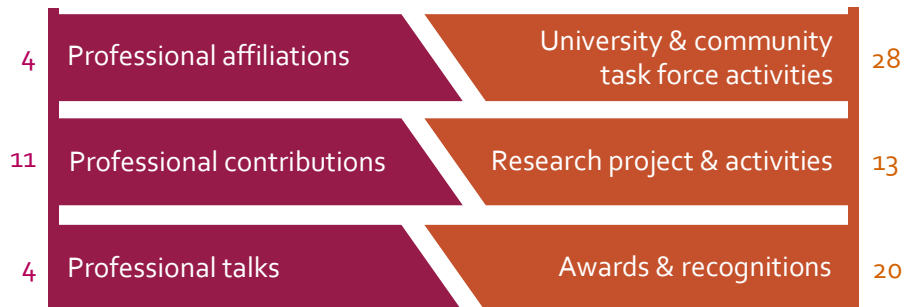 4 Professional affiliations
University & community
task force activities 28
11 Professional contributions
Research project & activities 13
4 Professional talks
Awards & recognitions 20